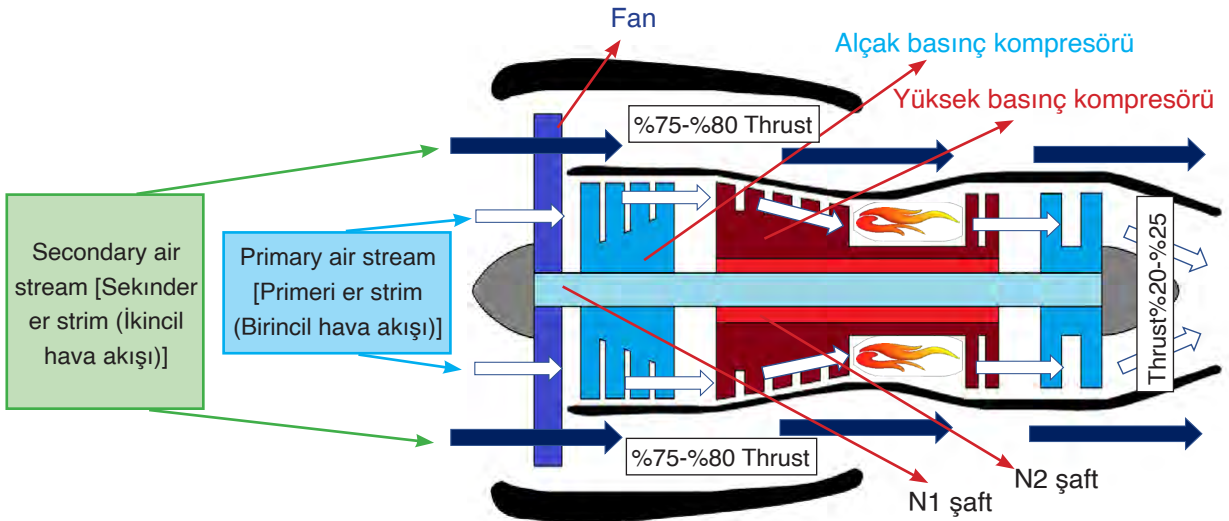 Fan
Alçak basınç kompresörü
Yüksek basınç kompresörü
%75-%80 Thrust
Secondary air
stream [Sekınder
er strim (İkincil
hava akışı)]
Primary air stream
[Primeri er strim
(Birincil hava akışı)]
Thrust%20-%25
%75-%80 Thrust
N1 şaft
N2 şaft